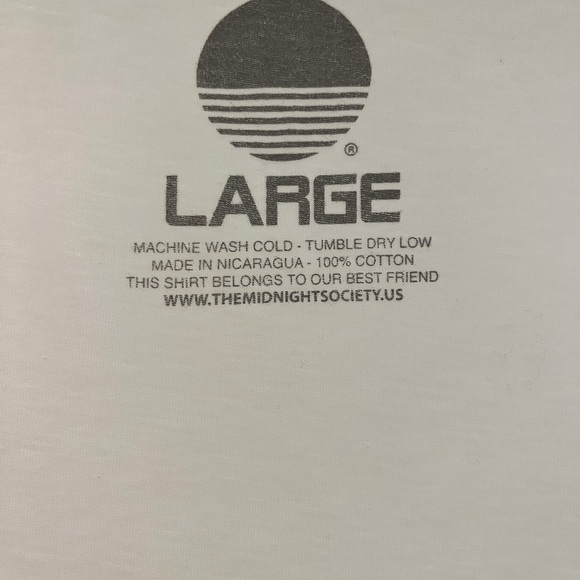 ®
LARGE
MACHINE WASH COLD - TUMBLE DRY LOW
MADE IN NICARAGUA - 100% COTTON
THIS SHIRT BELONGS TO OUR BEST FRIEND
WWW.THEMIDNIGHTSOCIETY.US